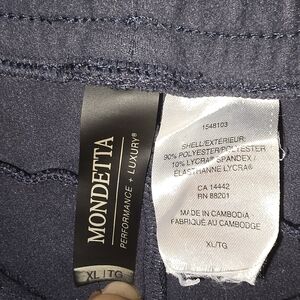 MONDETTA
PERFORMANCE + LUXURY®
XL | TG
1548103
SHELL/EXTERIEUR:
90% POLYESTER/POLYESTER
10% LYCRA® SPANDEX/
ELASTHANNE LYCRA®
CA 14442
RN 88201
MADE IN CAMBODIA
FABRIQUÉ AU CAMBODGE
XL/TG